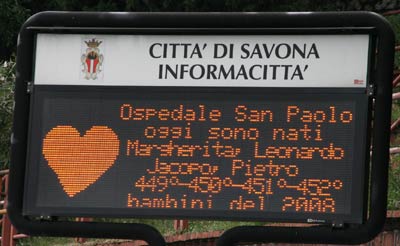 CITTA' DI SAVONA
INFORMACITTA'
Ospedale San Paolo
oggi sono nati
Margherita, Leonardo
Jacopo, Pietro
449°-450°-451°-452°
bambini del 2008